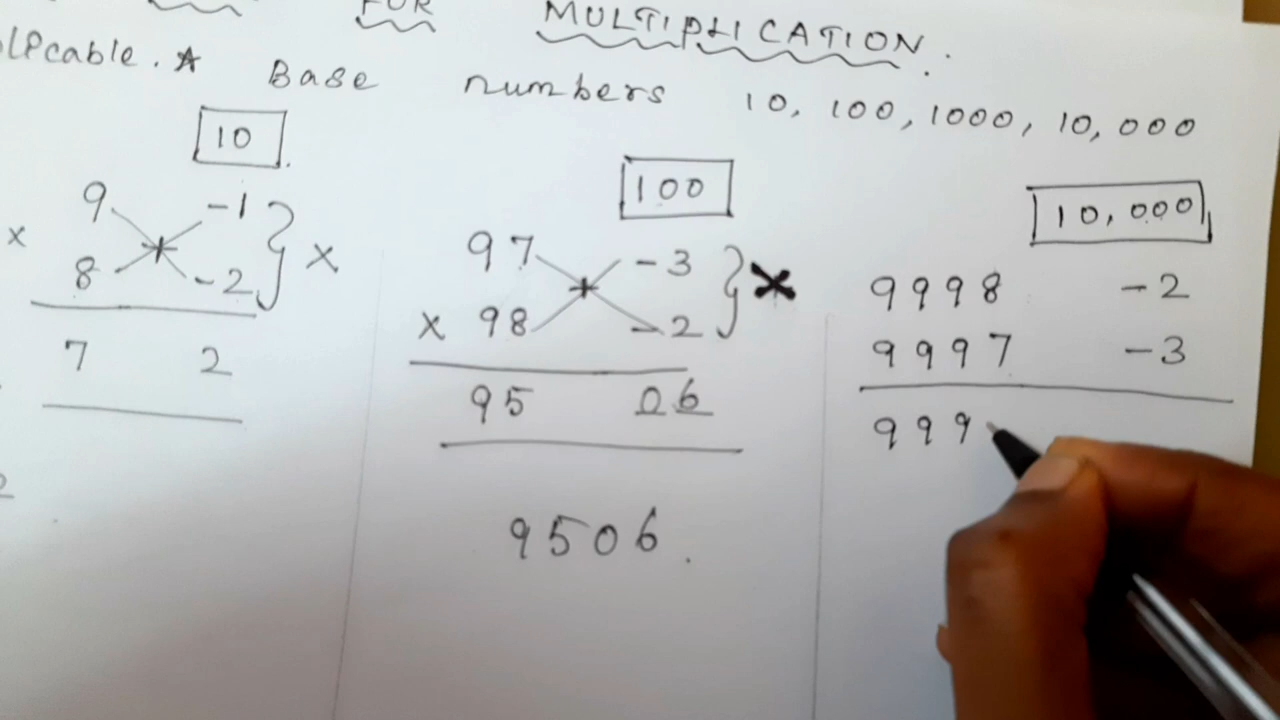 FOR MULTIPLICATION.
Base numbers 10, 100, 1000, 10,000
10
9 -1
x 8 -2 x
7 2
100
97 -3
x 98 -2 x
95 06
9506.
10,000
9998 -2
9997 -3
999